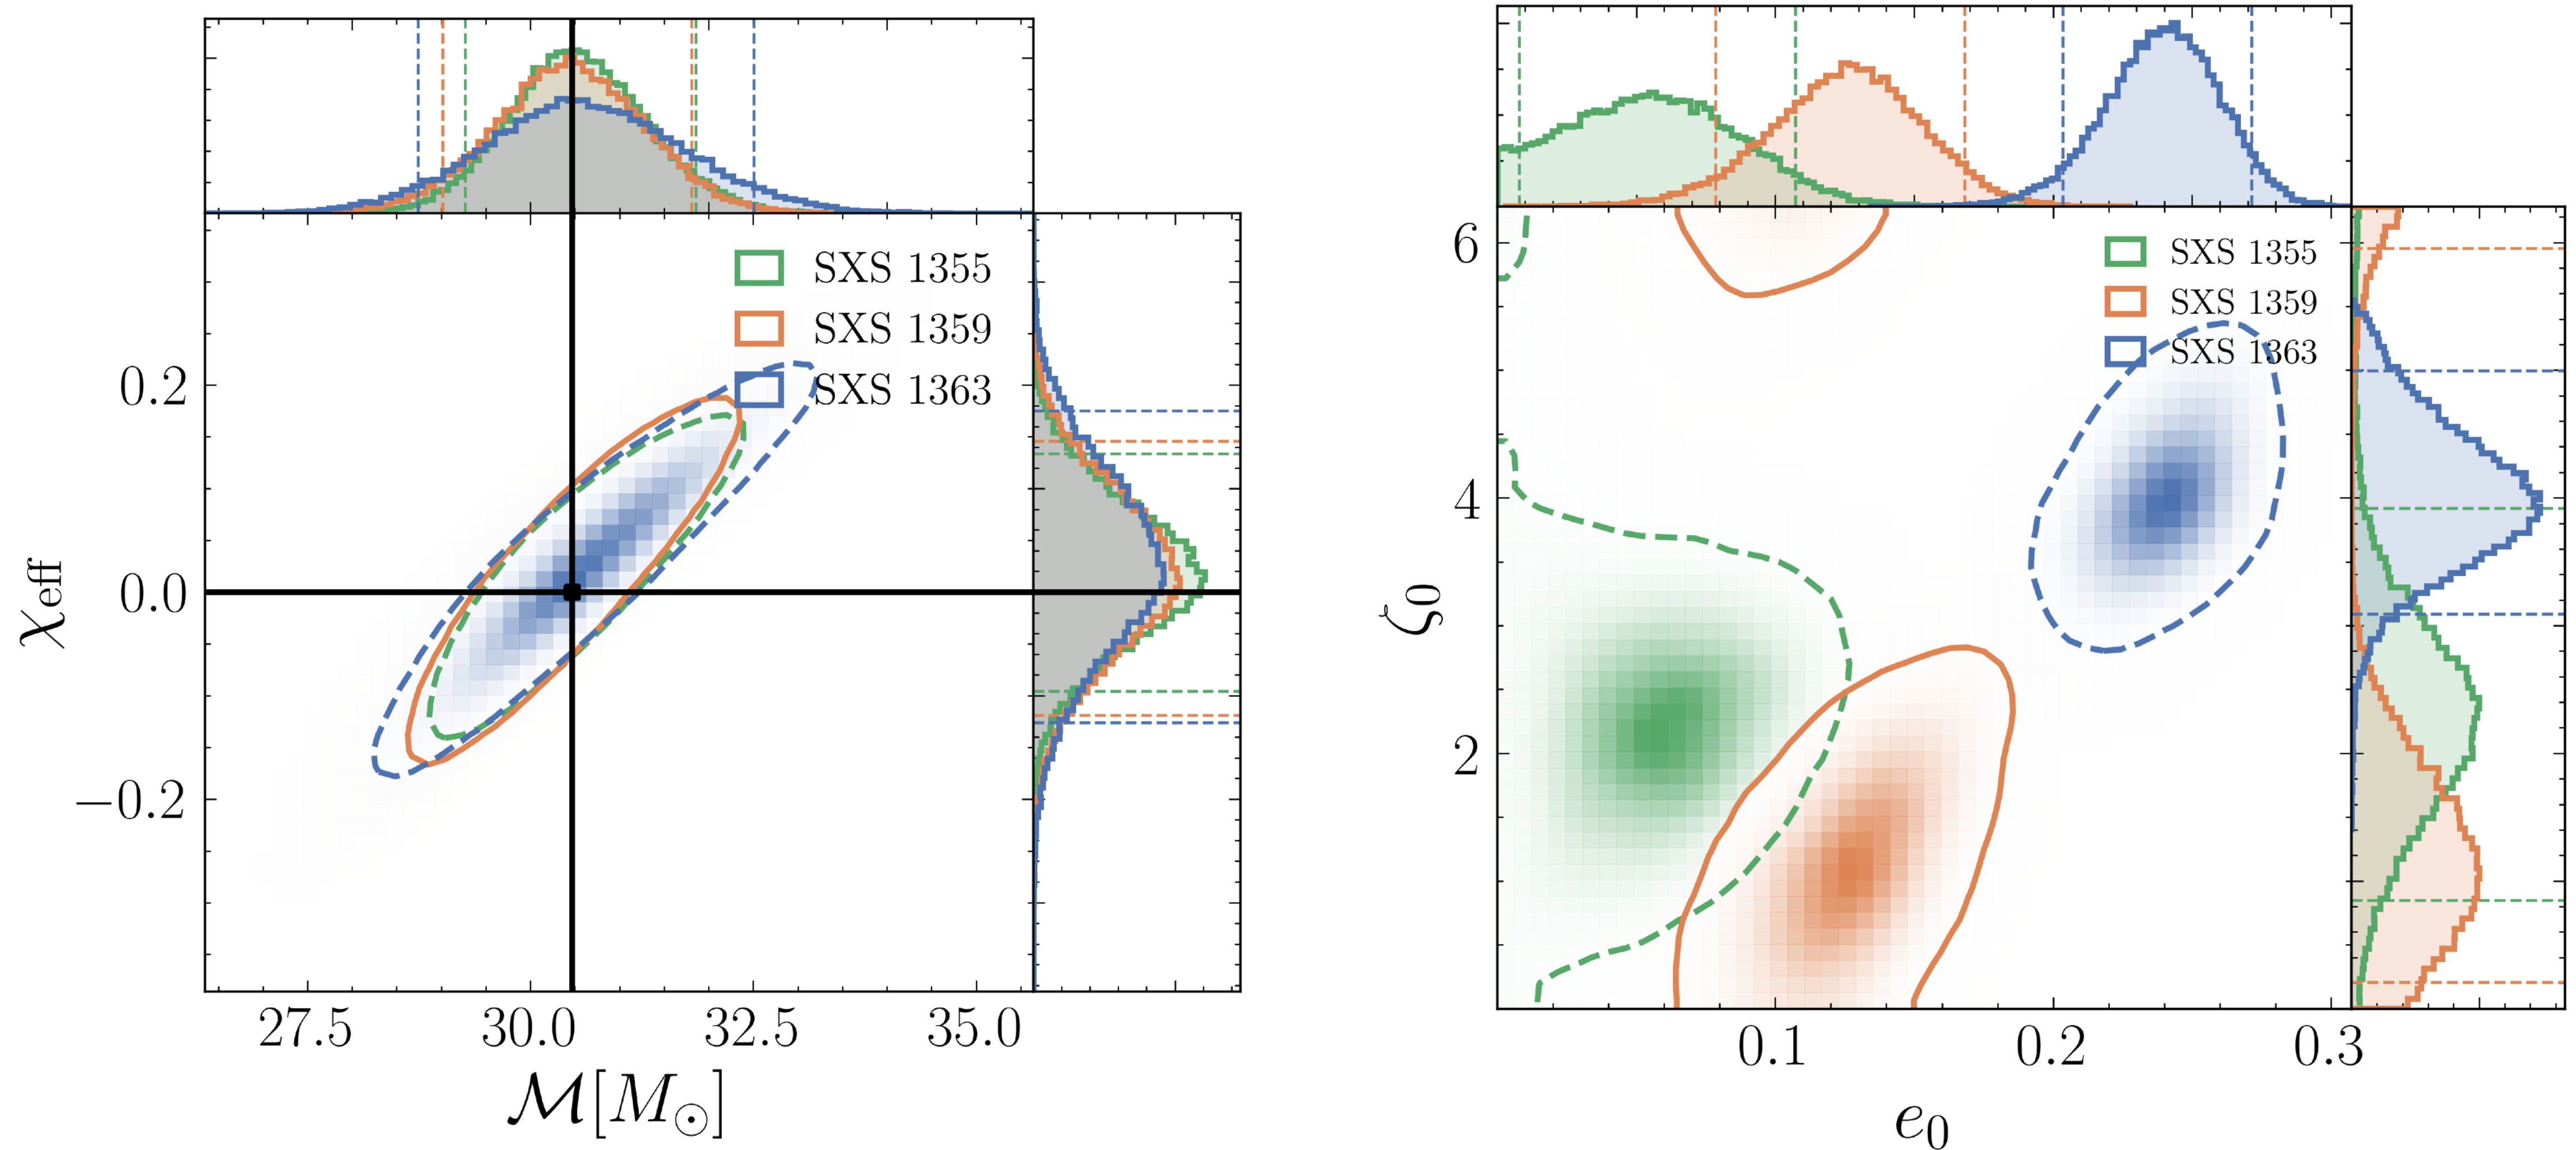 SXS 1355
SXS 1359
SXS 1363
0.2
0.0
−0.2
χeff
27.5 30.0 32.5 35.0
ℳ[M⊙]
SXS 1355
SXS 1359
SXS 1363
6
4
2
ζ0
0.1 0.2 0.3
e0